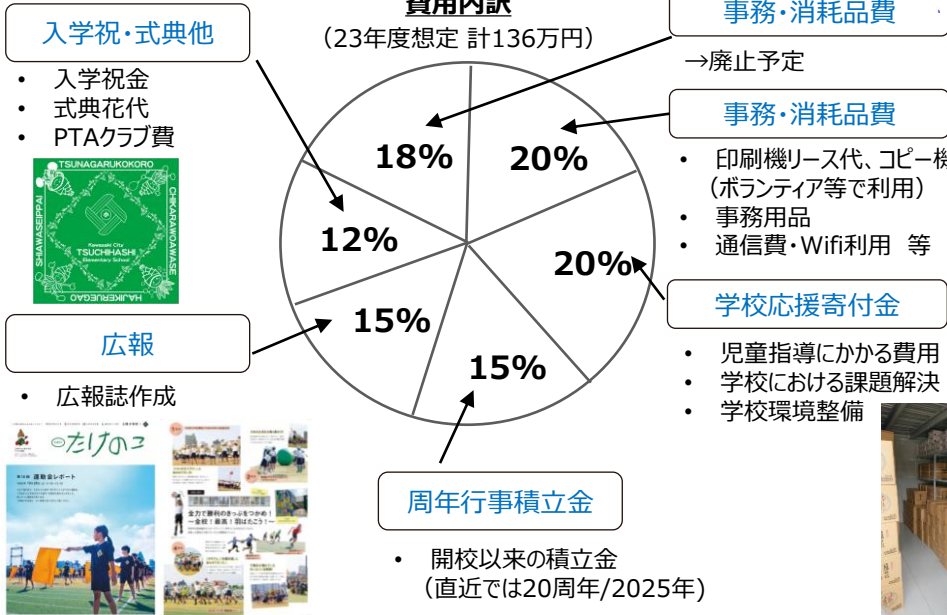 費用内訳
（23年度想定 計136万円）
入学祝・式典他
• 入学祝金
• 式典花代
• PTAクラブ費
TSUNAGARUKOKORO
CHIKARAWOAWASE
HAJIKERUEGAO
SHIAWASEIPPAI
Kawasaki City
TSUCHIHASHI
Elementary School
広報
• 広報誌作成
たけのこ
運動会レポート
全力で勝利のきっぷをつかめ！
～全校！最高！羽ばたこう！～
18%
20%
12%
20%
15%
15%
周年行事積立金
• 開校以来の積立金
（直近では20周年/2025年）
事務・消耗品費
→廃止予定
事務・消耗品費
• 印刷機リース代、コピー機
（ボランティア等で利用）
• 事務用品
• 通信費・Wifi利用 等
学校応援寄付金
• 児童指導にかかる費用
• 学校における課題解決
• 学校環境整備